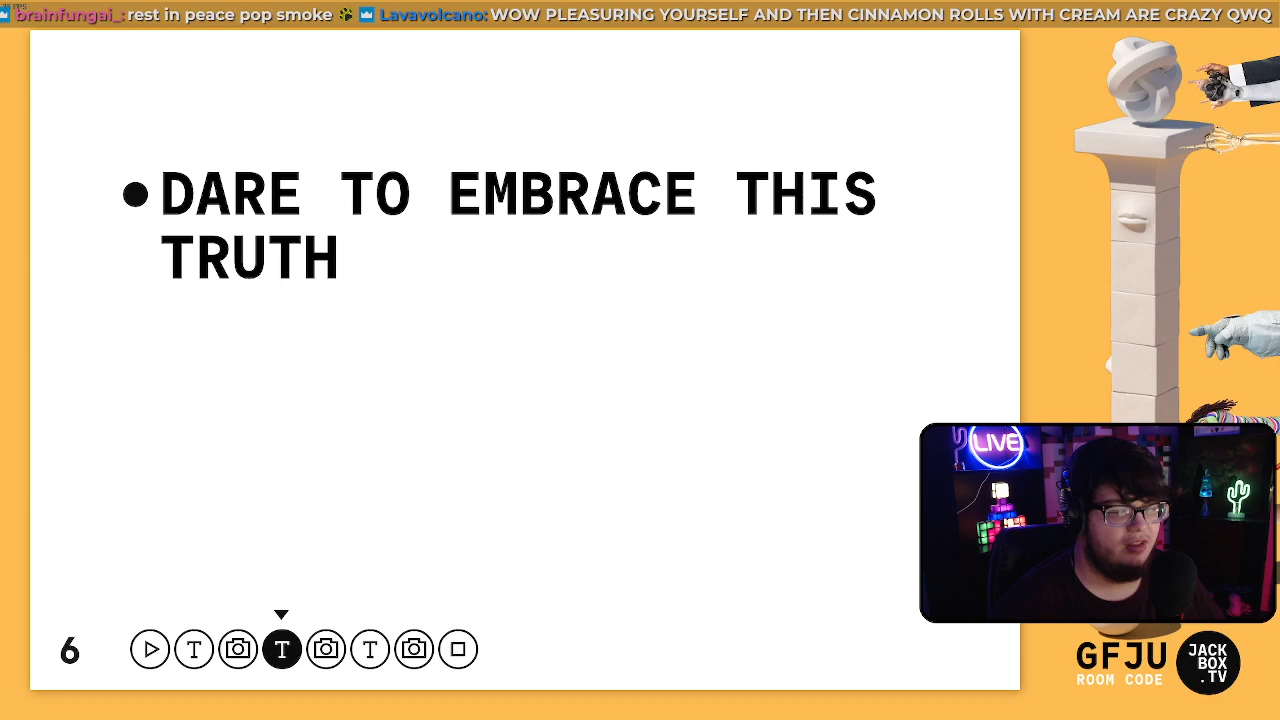 brainfungai_: rest in peace pop smoke Lavavolcano: WOW PLEASURING YOURSELF AND THEN CINNAMON ROLLS WITH CREAM ARE CRAZY QWQ
•DARE TO EMBRACE THIS
TRUTH
LIVE
6
T
T
T
GFJU
ROOM CODE
JACK
BOX
.TV